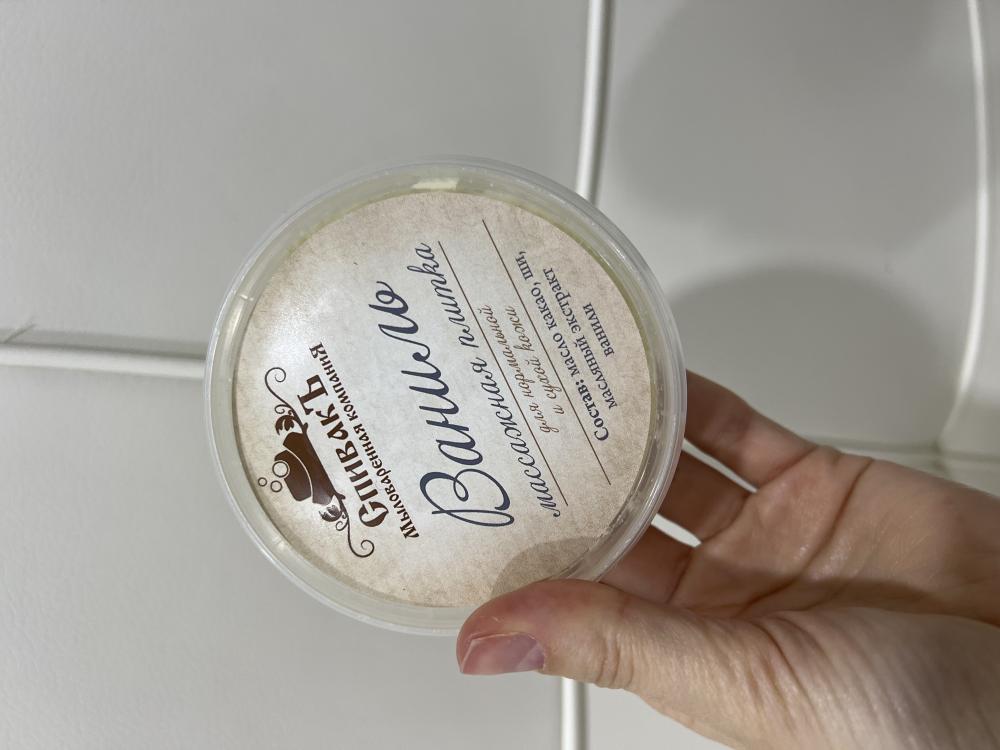 СПИВАКЪ
Мыловаренная компания
Ваниль
массажная плитка
для нормальной
и сухой кожи
Состав: масло какао, ши,
масляный экстракт
ванили